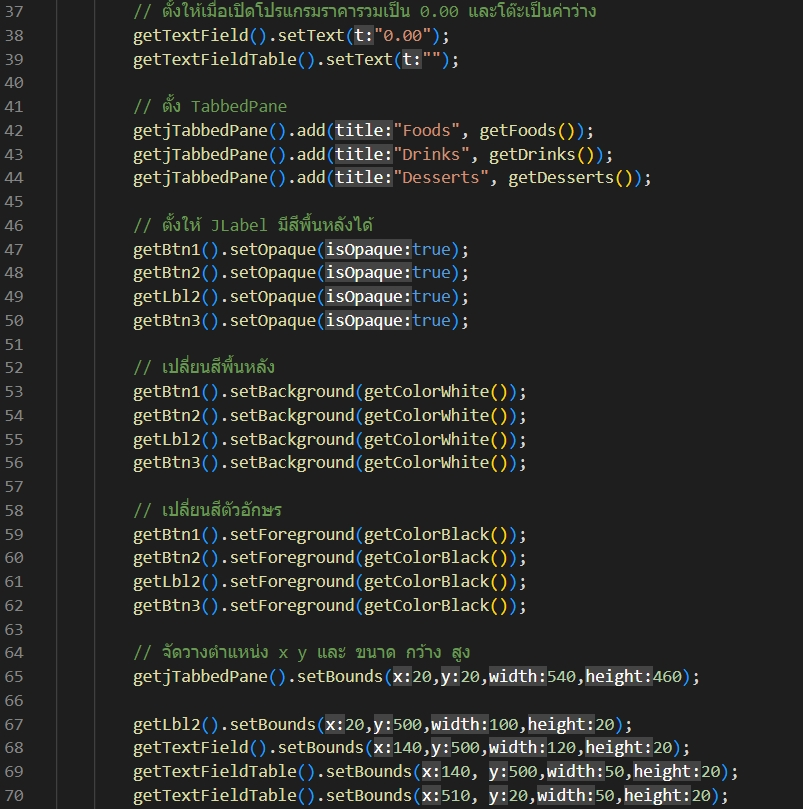 37 // ตั้งให้เมื่อเปิดโปรแกรมราคารวมเป็น 0.00 และโต๊ะเป็นค่าว่าง
38 getTextField().setText(t:"0.00");
39 getTextFieldTable().setText(t:"");
40
41 // ตั้ง TabbedPane
42 getjTabbedPane().add(title:"Foods", getFoods());
43 getjTabbedPane().add(title:"Drinks", getDrinks());
44 getjTabbedPane().add(title:"Desserts", getDesserts());
45
46 // ตั้งให้ JLabel มีสีพื้นหลังได้
47 getBtn1().setOpaque(isOpaque:true);
48 getBtn2().setOpaque(isOpaque:true);
49 getLbl2().setOpaque(isOpaque:true);
50 getBtn3().setOpaque(isOpaque:true);
51
52 // เปลี่ยนสีพื้นหลัง
53 getBtn1().setBackground(getColorWhite());
54 getBtn2().setBackground(getColorWhite());
55 getLbl2().setBackground(getColorWhite());
56 getBtn3().setBackground(getColorWhite());
57
58 // เปลี่ยนสีตัวอักษร
59 getBtn1().setForeground(getColorBlack());
60 getBtn2().setForeground(getColorBlack());
61 getLbl2().setForeground(getColorBlack());
62 getBtn3().setForeground(getColorBlack());
63
64 // จัดวางตำแหน่ง x y และ ขนาด กว้าง สูง
65 getjTabbedPane().setBounds(x:20,y:20,width:540,height:460);
66
67 getLbl2().setBounds(x:20,y:500,width:100,height:20);
68 getTextField().setBounds(x:140,y:500,width:120,height:20);
69 getTextFieldTable().setBounds(x:140, y:500,width:50,height:20);
70 getTextFieldTable().setBounds(x:510, y:20,width:50,height:20);